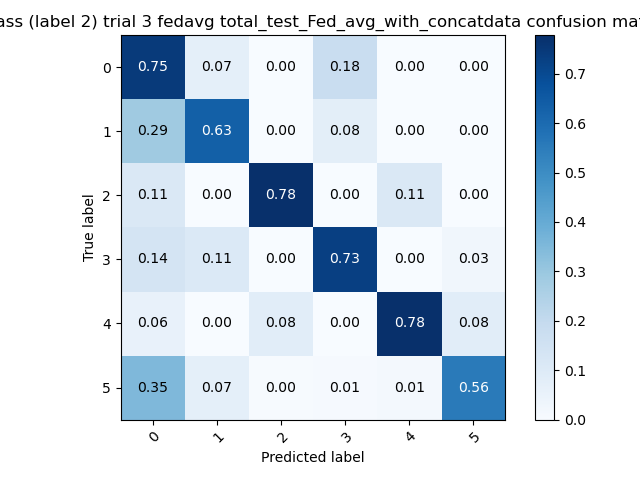 ass (label 2) trial 3 fedavg total_test_Fed_avg_with_concatdata confusion ma
True label
0 0.75 0.07 0.00 0.18 0.00 0.00
1 0.29 0.63 0.00 0.08 0.00 0.00
2 0.11 0.00 0.78 0.00 0.11 0.00
3 0.14 0.11 0.00 0.73 0.00 0.03
4 0.06 0.00 0.08 0.00 0.78 0.08
5 0.35 0.07 0.00 0.01 0.01 0.56
0 1 2 3 4 5
Predicted label
0.7
0.6
0.5
0.4
0.3
0.2
0.1
0.0